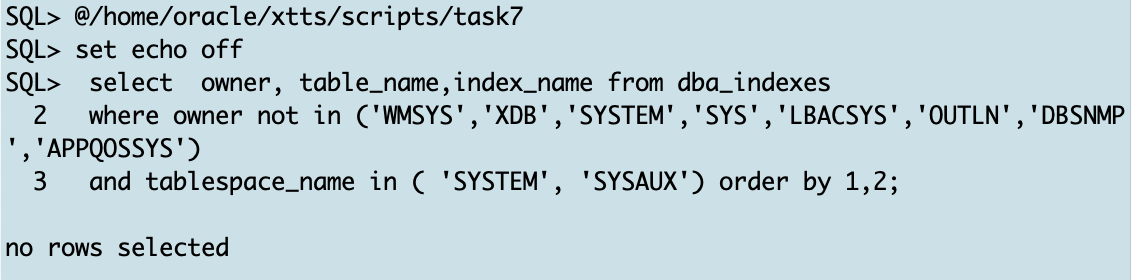 SQL> @/home/oracle/xtts/scripts/task7
SQL> set echo off
SQL>  select  owner, table_name,index_name from dba_indexes
  2   where owner not in ('WMSYS','XDB','SYSTEM','SYS','LBACSYS','OUTLN','DBSNMP
','APPQOSSYS')
  3   and tablespace_name in ( 'SYSTEM', 'SYSAUX') order by 1,2;

no rows selected